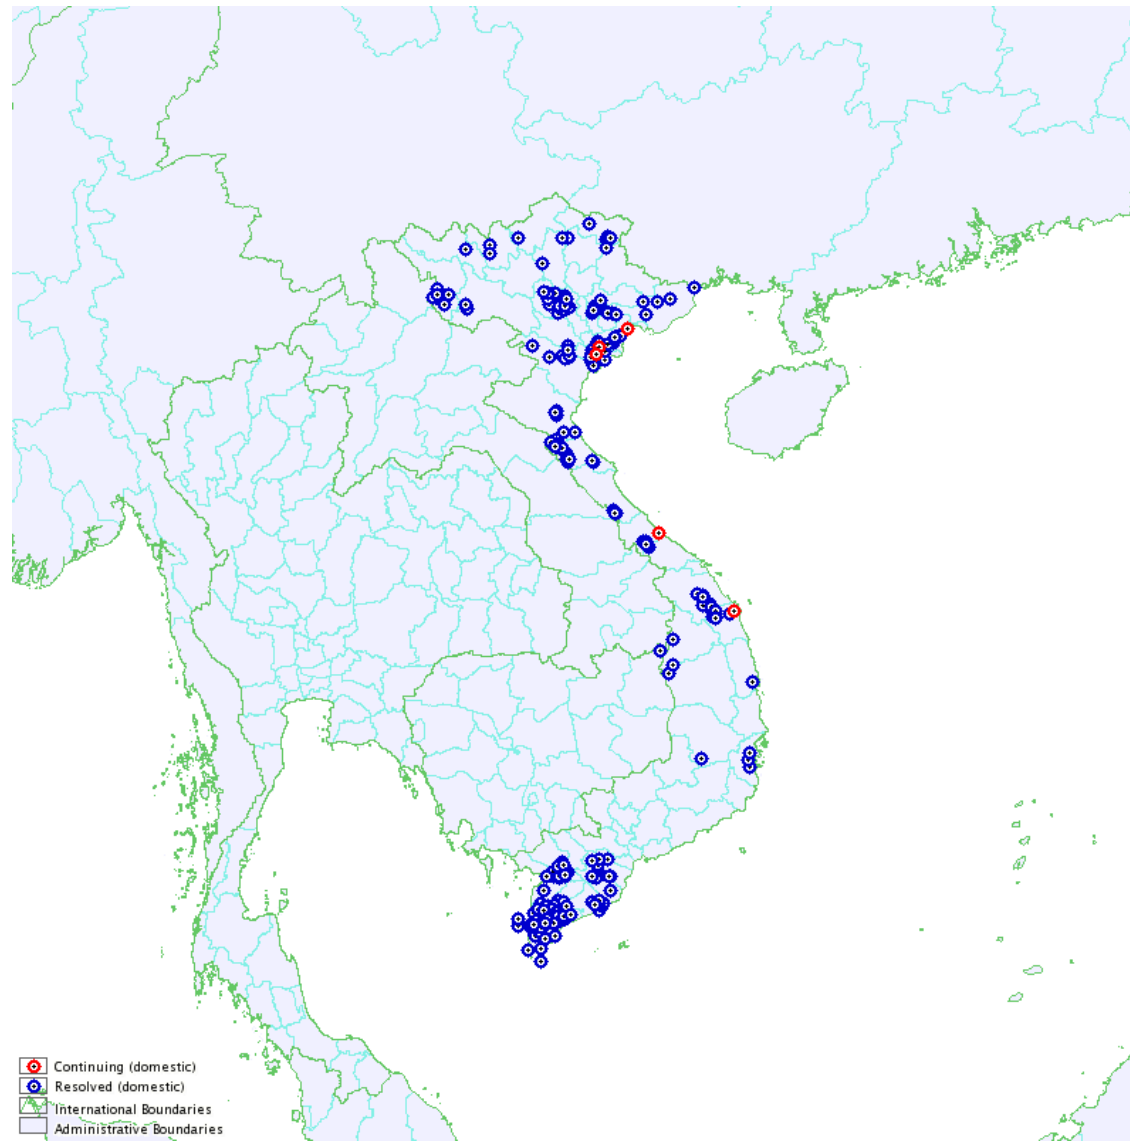 Continuing (domestic)
Resolved (domestic)
International Boundaries
Administrative Boundaries